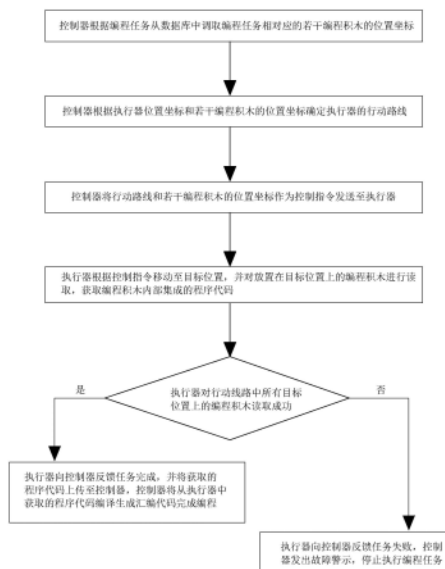 控制器根据编程任务从数据库中调取编程任务相对应的若干编程积木的位置坐标
控制器根据执行器位置坐标和若干编程积木的位置坐标确定执行器的行动路线
控制器将行动路线和若干编程积木的位置坐标作为控制指令发送至执行器
执行器根据控制指令移动至目标位置，并对放置在目标位置上的编程积木进行读
取，获取编程积木内部集成的程序代码
是
否
执行器对行动线路中所有目标
位置上的编程积木读取成功
执行器向控制器反馈任务完成，并将获取的
程序代码上传至控制器，控制器将从执行器中
获取的程序代码编译生成汇编代码完成编程
执行器向控制器反馈任务失败，控制
器发出故障警示，停止执行编程任务